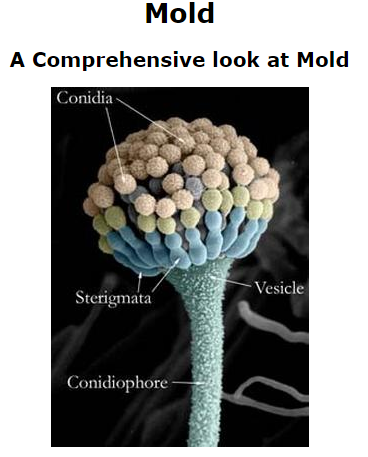 Mold
A Comprehensive look at Mold
Conidia
Sterigmata
Vesicle
Conidiophore